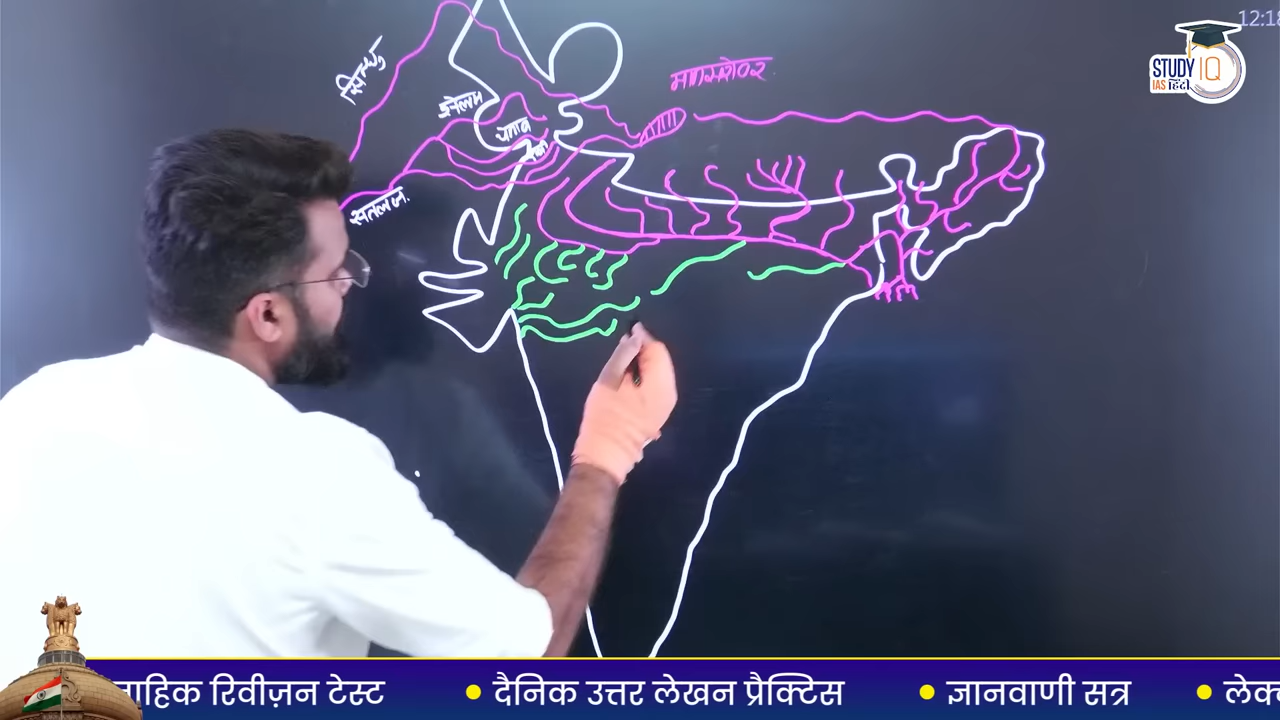 12:18
STUDY IQ
IAS हिंदी
मानसरोवर
सिन्धु
झेलम
चेनाब
रावी
सतलज.
ताहिक रिवीज़न टेस्ट • दैनिक उत्तर लेखन प्रैक्टिस • ज्ञानवाणी सत्र • लेक्